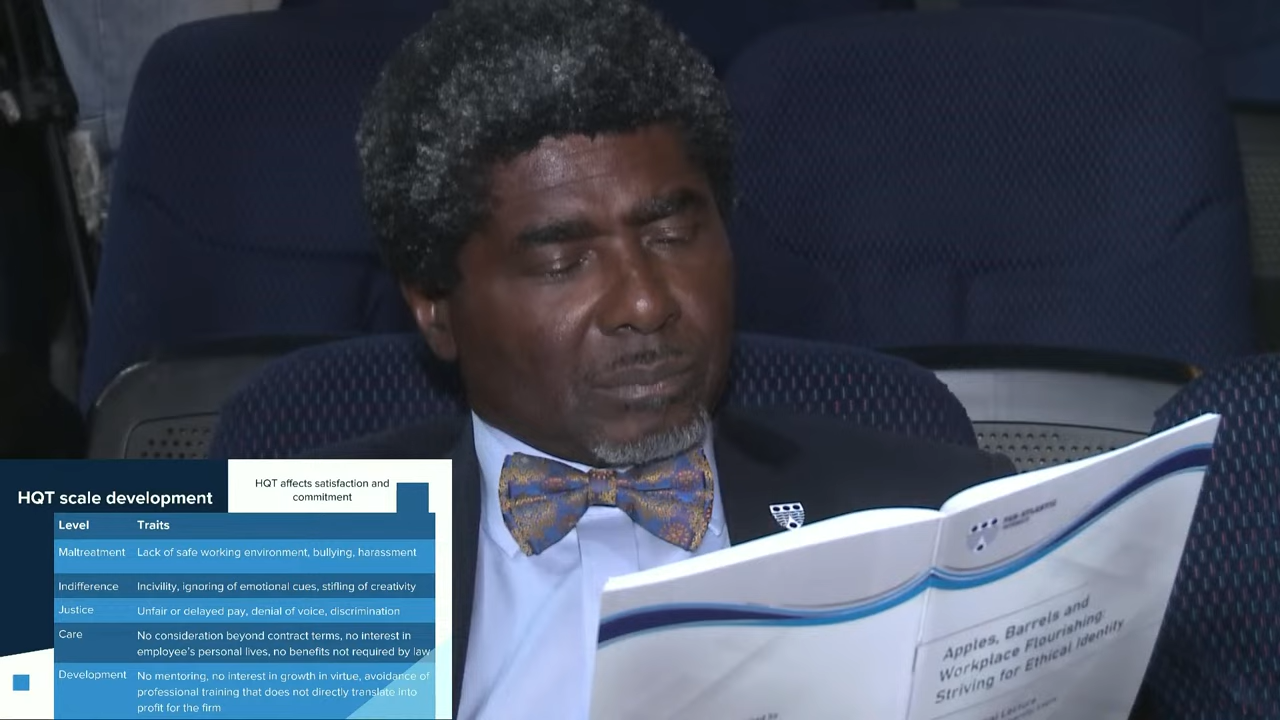 HQT scale development
HQT affects satisfaction and
commitment
Level Traits
Maltreatment Lack of safe working environment, bullying, harassment
Indifference Incivility, ignoring of emotional cues, stifling of creativity
Justice Unfair or delayed pay, denial of voice, discrimination
Care No consideration beyond contract terms, no interest in
employee's personal lives, no benefits not required by law
Development No mentoring, no interest in growth in virtue, avoidance of
professional training that does not directly translate into
profit for the firm
PAN-ATLANTIC
Apples, Barrels and
Workplace Flourishing:
Striving for Ethical Identity
Lecture